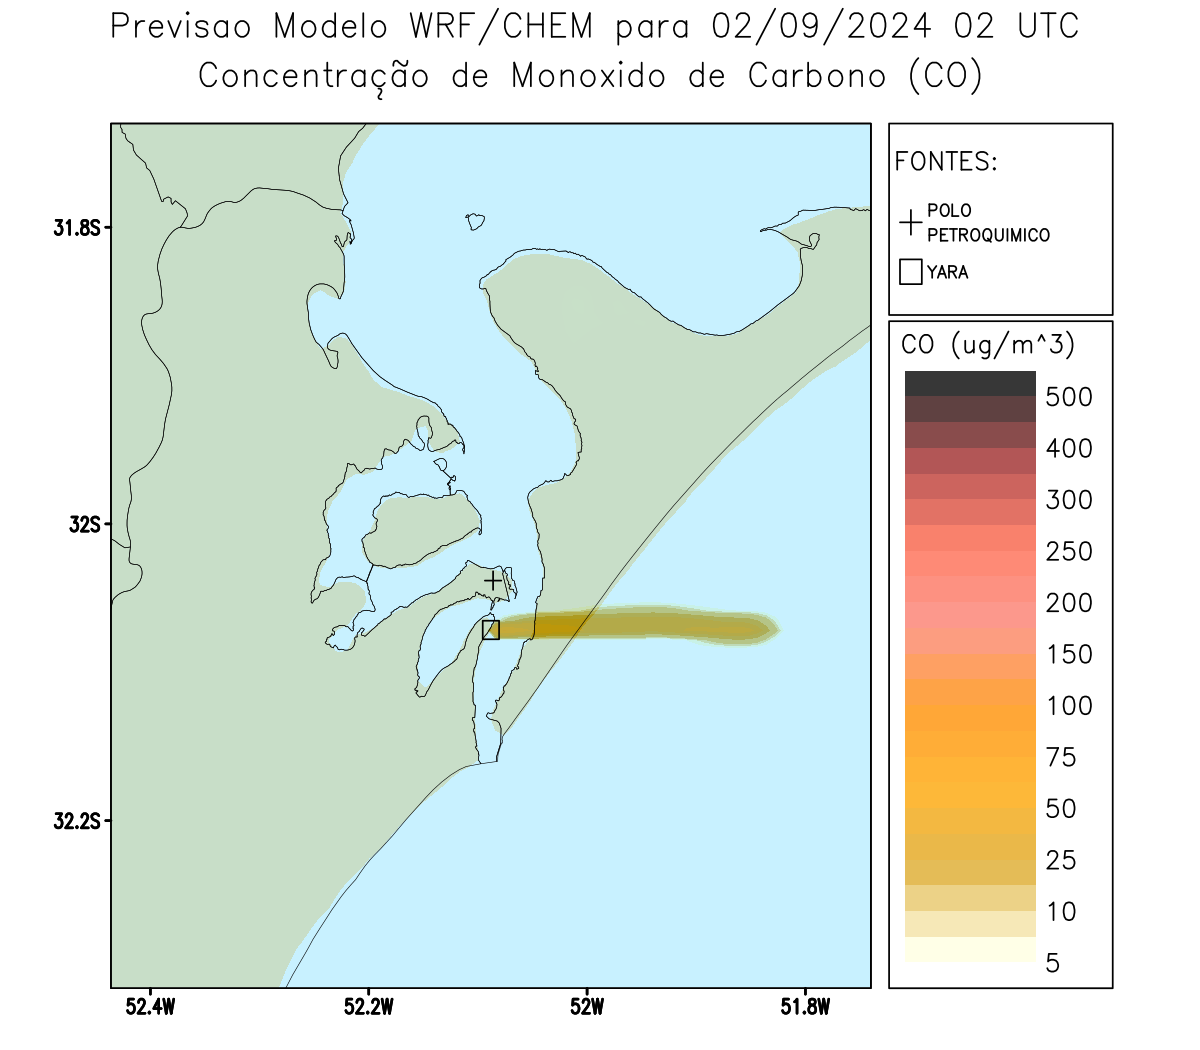 Previsao Modelo WRF/CHEM para 02/09/2024 02 UTC
Concentração de Monoxido de Carbono (CO)
FONTES:
POLO
PETROQUIMICO
YARA
31.8S
32S
32.2S
52.4W
52.2W
52W
51.8W
CO (ug/m^3)
500
400
300
250
200
150
100
75
50
25
10
5